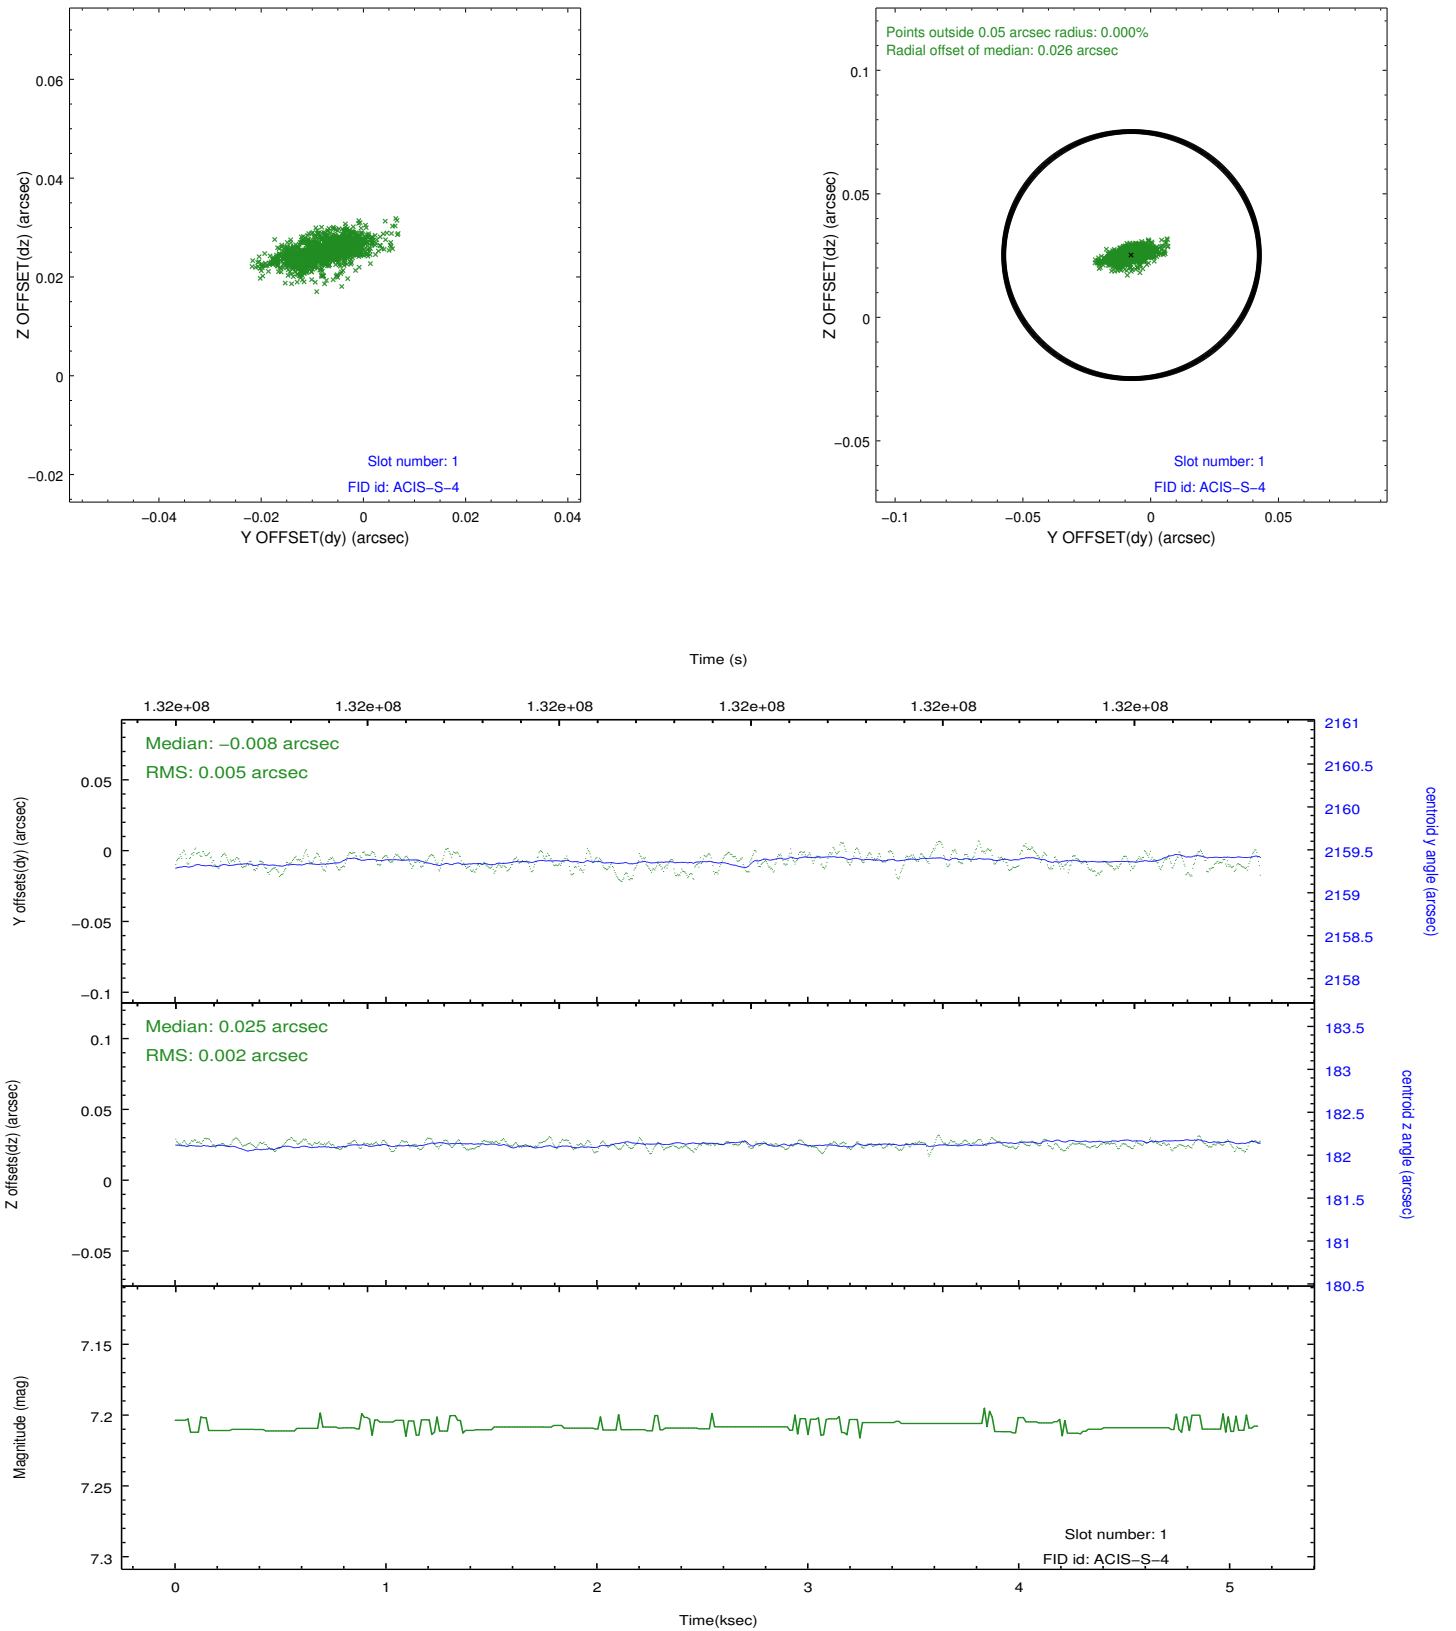 0.06
0.04
0.02
0
−0.02
Z OFFSET(dz) (arcsec)
Slot number: 1
FID id: ACIS−S−4
−0.04
−0.02
0
0.02
0.04
Y OFFSET(dy) (arcsec)
Points outside 0.05 arcsec radius: 0.000%
Radial offset of median: 0.026 arcsec
0.1
0.05
0
−0.05
Z OFFSET(dz) (arcsec)
Slot number: 1
FID id: ACIS−S−4
−0.1
−0.05
0
0.05
Y OFFSET(dy) (arcsec)
Time (s)
1.32e+08
1.32e+08
1.32e+08
1.32e+08
1.32e+08
1.32e+08
Median: −0.008 arcsec
RMS: 0.005 arcsec
0.05
0
−0.05
−0.1
Y offsets(dy) (arcsec)
2161
2160.5
2160
2159.5
2159
2158.5
2158
centroid y angle (arcsec)
Median: 0.025 arcsec
RMS: 0.002 arcsec
0.1
0.05
0
−0.05
Z offsets(dz) (arcsec)
183.5
183
182.5
182
181.5
181
180.5
centroid z angle (arcsec)
7.15
7.2
7.25
7.3
Magnitude (mag)
Slot number: 1
FID id: ACIS−S−4
0
1
2
3
4
5
Time(ksec)